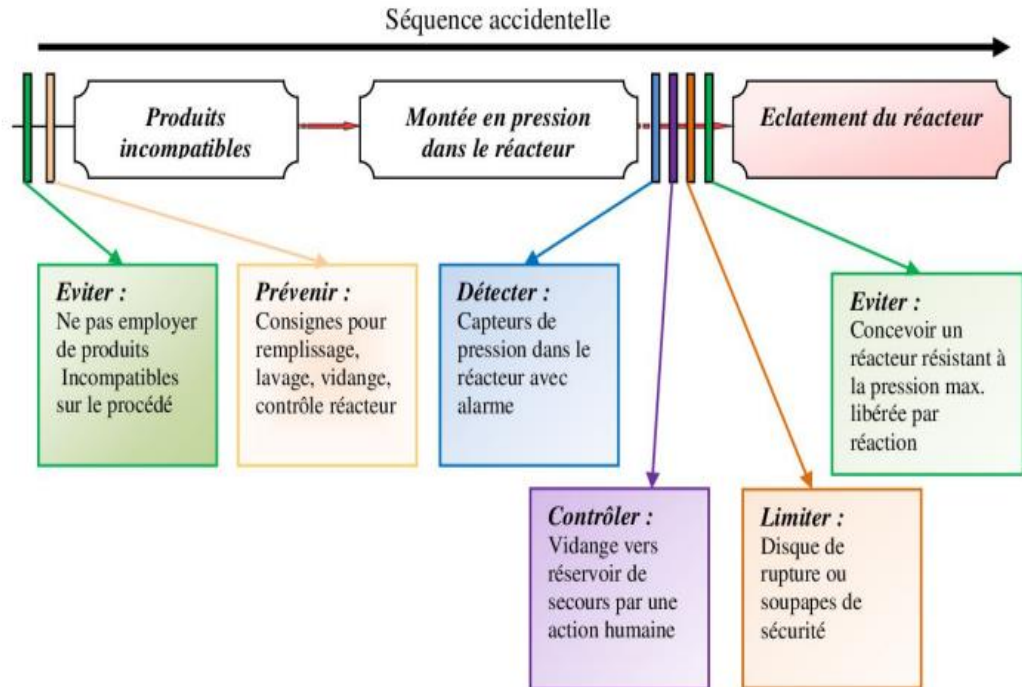 Séquence accidentelle
Produits
incompatibles
Montée en pression
dans le réacteur
Eclatement du réacteur
Eviter :
Ne pas employer
de produits
Incompatibles
sur le procédé
Prévenir :
Consignes pour
remplissage,
lavage, vidange,
contrôle réacteur
Détecter :
Capteurs de
pression dans le
réacteur avec
alarme
Eviter :
Concevoir un
réacteur résistant à
la pression max.
libérée par
réaction
Contrôler :
Vidange vers
réservoir de
secours par une
action humaine
Limiter :
Disque de
rupture ou
soupapes de
sécurité